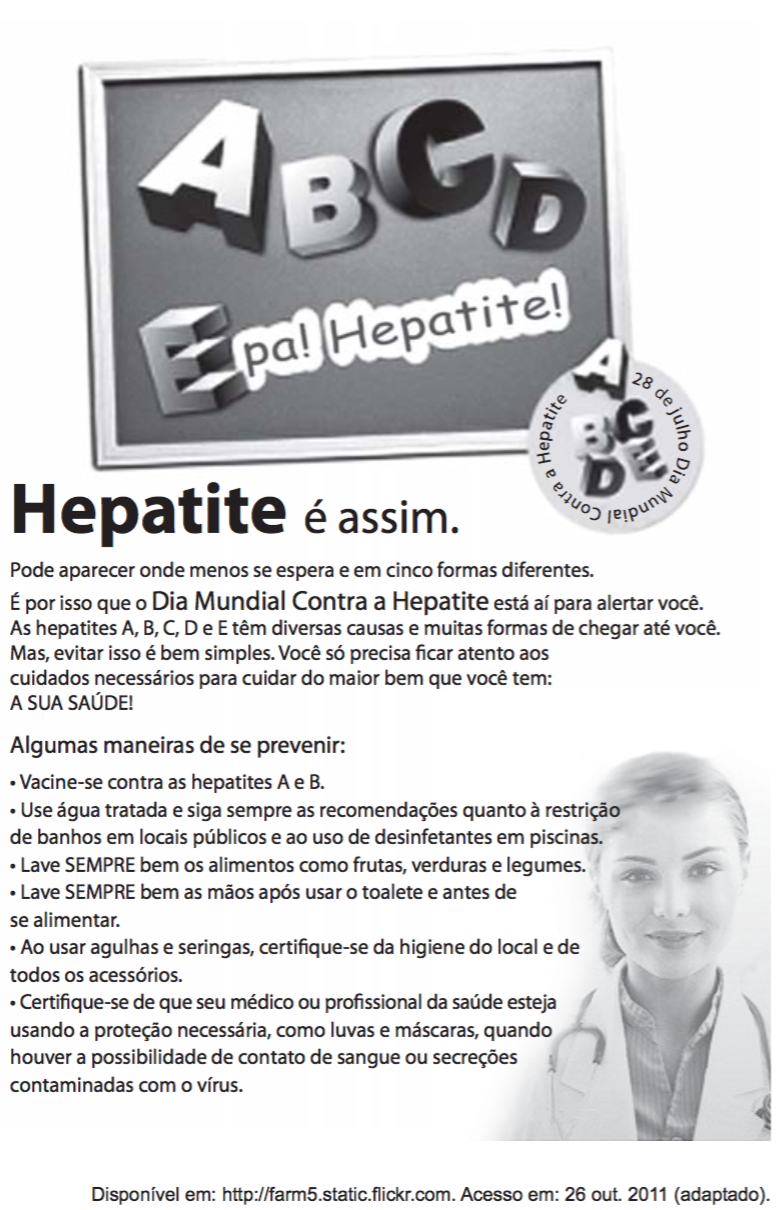 A B C D
Epa! Hepatite!
A B C D E
28 de julho Dia Mundial Contra a Hepatite
Hepatite é assim.
Pode aparecer onde menos se espera e em cinco formas diferentes.
É por isso que o Dia Mundial Contra a Hepatite está aí para alertar você.
As hepatites A, B, C, D e E têm diversas causas e muitas formas de chegar até você.
Mas, evitar isso é bem simples. Você só precisa ficar atento aos
cuidados necessários para cuidar do maior bem que você tem:
A SUA SAÚDE!
Algumas maneiras de se prevenir:
• Vacine-se contra as hepatites A e B.
• Use água tratada e siga sempre as recomendações quanto à restrição
de banhos em locais públicos e ao uso de desinfetantes em piscinas.
• Lave SEMPRE bem os alimentos como frutas, verduras e legumes.
• Lave SEMPRE bem as mãos após usar o toalete e antes de
se alimentar.
• Ao usar agulhas e seringas, certifique-se da higiene do local e de
todos os acessórios.
• Certifique-se de que seu médico ou profissional da saúde esteja
usando a proteção necessária, como luvas e máscaras, quando
houver a possibilidade de contato de sangue ou secreções
contaminadas com o vírus.
Disponível em: http://farm5.static.flickr.com. Acesso em: 26 out. 2011 (adaptado).